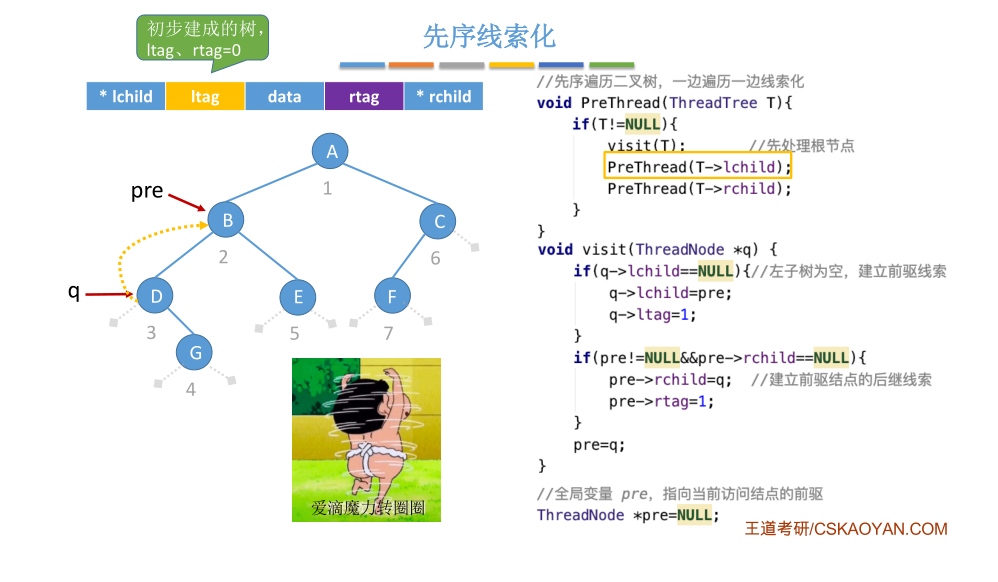 初步建成的树，
ltag、rtag=0
先序线索化
* lchild ltag data rtag * rchild
A
1
pre
B
2
C
6
q
D
3
E
5
F
7
G
4
爱滴魔力转圈圈
//先序遍历二叉树，一边遍历一边线索化
void PreThread(ThreadTree T){
if(T!=NULL){
visit(T); //先处理根节点
PreThread(T->lchild);
PreThread(T->rchild);
}
}
void visit(ThreadNode *q) {
if(q->lchild==NULL){//左子树为空，建立前驱线索
q->lchild=pre;
q->ltag=1;
}
if(pre!=NULL&&pre->rchild==NULL){
pre->rchild=q; //建立前驱结点的后继线索
pre->rtag=1;
}
pre=q;
}
//全局变量 pre，指向当前访问结点的前驱
ThreadNode *pre=NULL;
王道考研/CSKAOYAN.COM